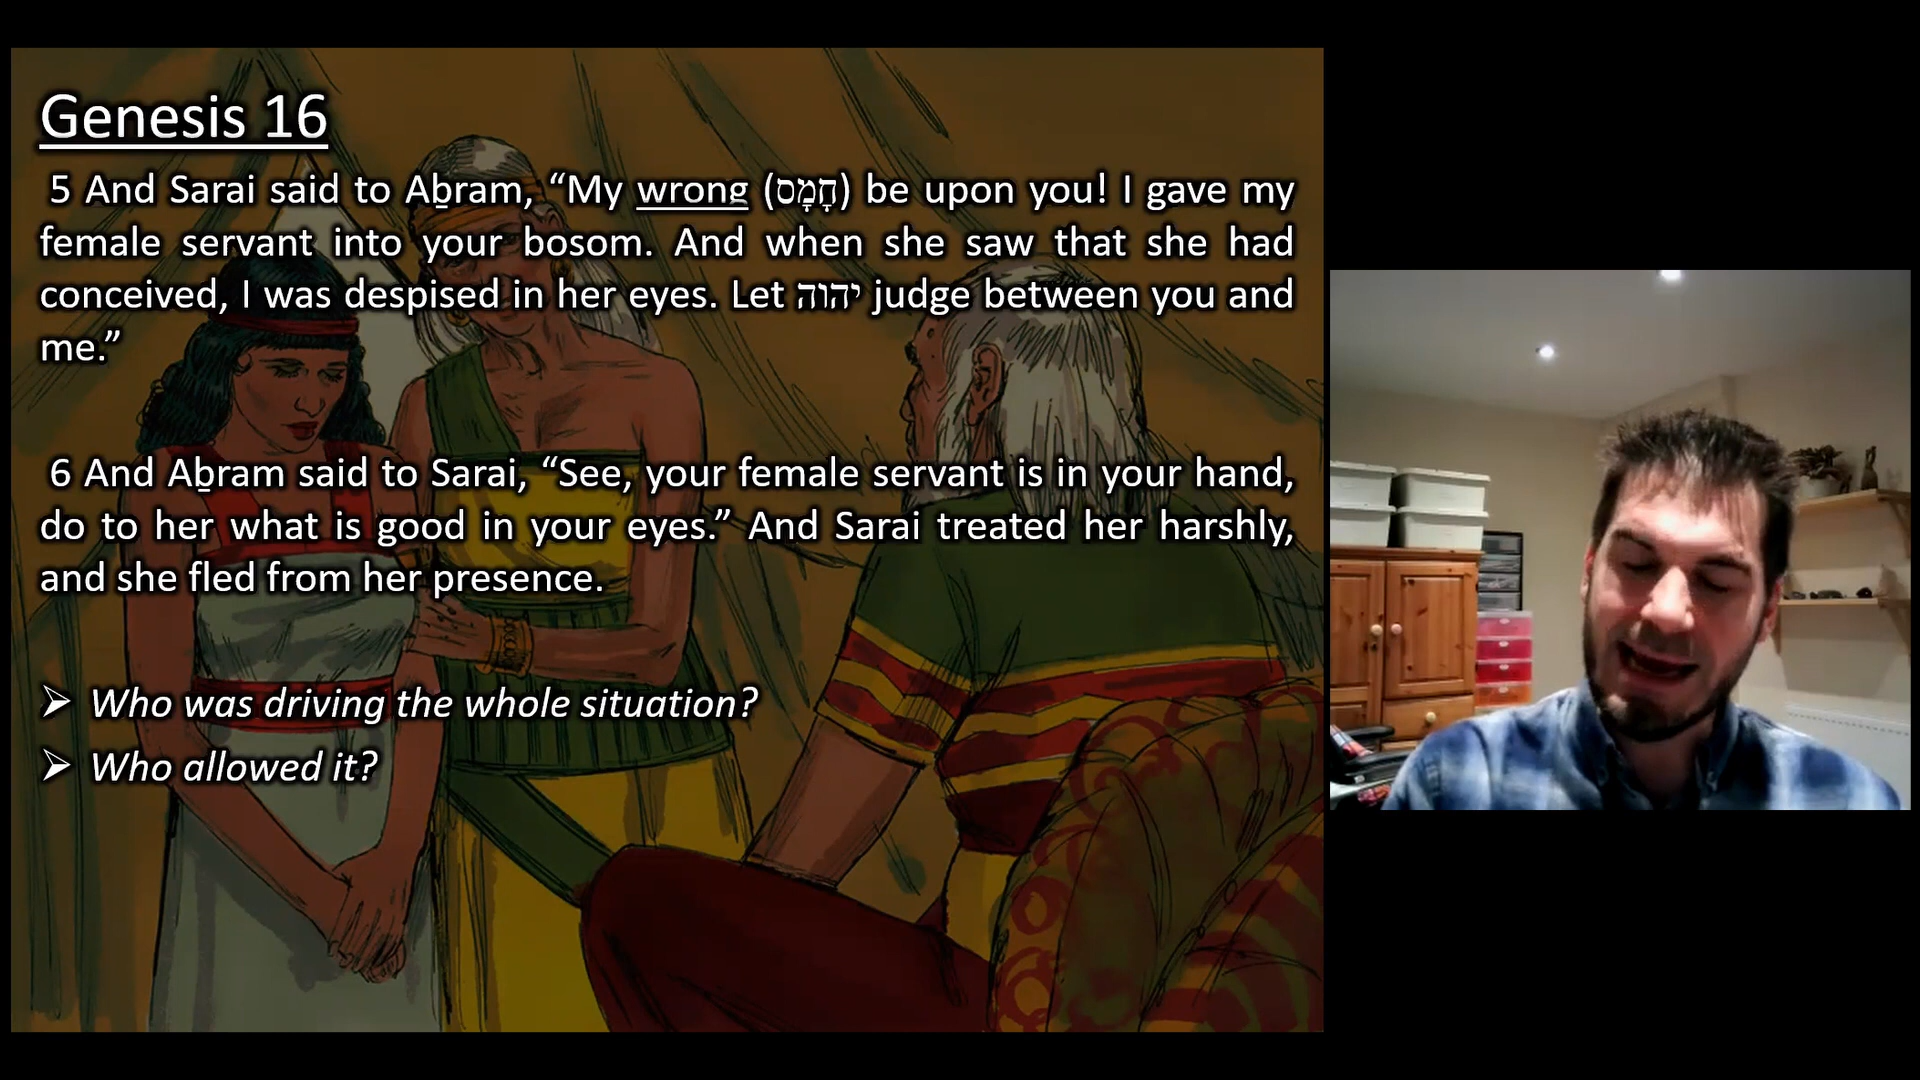 Genesis 16
5 And Sarai said to Aḇram, “My wrong (חָמָס) be upon you! I gave my
female servant into your bosom. And when she saw that she had
conceived, I was despised in her eyes. Let יהוה judge between you and
me.”
6 And Aḇram said to Sarai, “See, your female servant is in your hand,
do to her what is good in your eyes.” And Sarai treated her harshly,
and she fled from her presence.
➢ Who was driving the whole situation?
➢ Who allowed it?